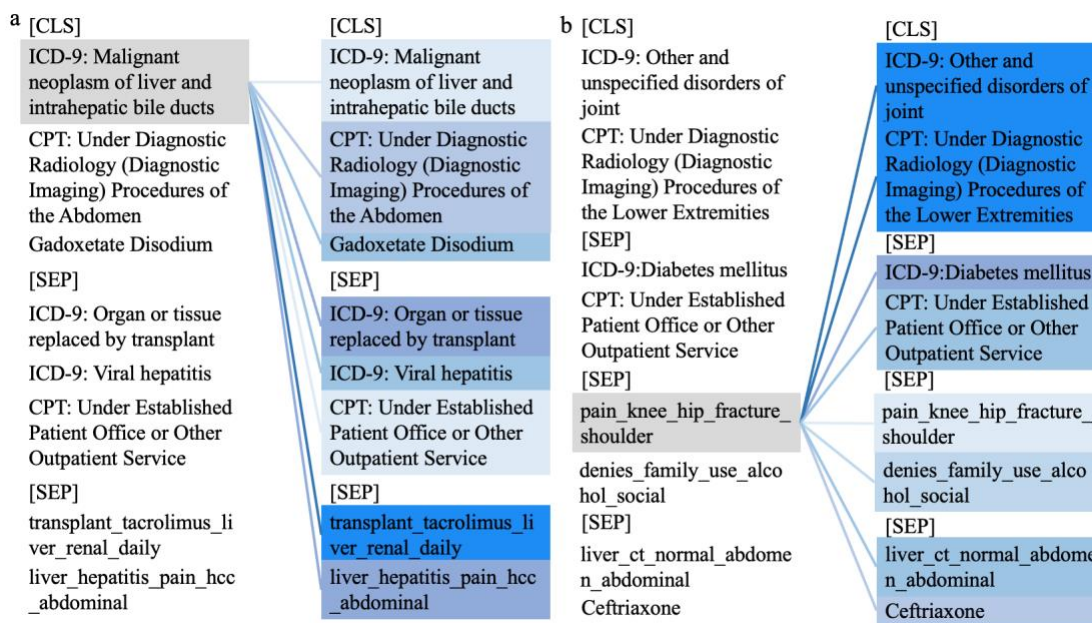 a
[CLS]
ICD-9: Malignant
neoplasm of liver and
intrahepatic bile ducts
CPT: Under Diagnostic
Radiology (Diagnostic
Imaging) Procedures of
the Abdomen
Gadoxetate Disodium
[SEP]
ICD-9: Organ or tissue
replaced by transplant
ICD-9: Viral hepatitis
CPT: Under Established
Patient Office or Other
Outpatient Service
[SEP]
transplant_tacrolimus_li
ver_renal_daily
liver_hepatitis_pain_hcc
_abdominal
[CLS]
ICD-9: Malignant
neoplasm of liver and
intrahepatic bile ducts
CPT: Under Diagnostic
Radiology (Diagnostic
Imaging) Procedures of
the Abdomen
Gadoxetate Disodium
[SEP]
ICD-9: Organ or tissue
replaced by transplant
ICD-9: Viral hepatitis
CPT: Under Established
Patient Office or Other
Outpatient Service
[SEP]
transplant_tacrolimus_li
ver_renal_daily
liver_hepatitis_pain_hcc
_abdominal
b
[CLS]
ICD-9: Other and
unspecified disorders of
joint
CPT: Under Diagnostic
Radiology (Diagnostic
Imaging) Procedures of
the Lower Extremities
[SEP]
ICD-9:Diabetes mellitus
CPT: Under Established
Patient Office or Other
Outpatient Service
[SEP]
pain_knee_hip_fracture_
shoulder
denies_family_use_alco
hol_social
[SEP]
liver_ct_normal_abdome
n_abdominal
Ceftriaxone
[CLS]
ICD-9: Other and
unspecified disorders of
joint
CPT: Under Diagnostic
Radiology (Diagnostic
Imaging) Procedures of
the Lower Extremities
[SEP]
ICD-9:Diabetes mellitus
CPT: Under Established
Patient Office or Other
Outpatient Service
[SEP]
pain_knee_hip_fracture_
shoulder
denies_family_use_alco
hol_social
[SEP]
liver_ct_normal_abdome
n_abdominal
Ceftriaxone